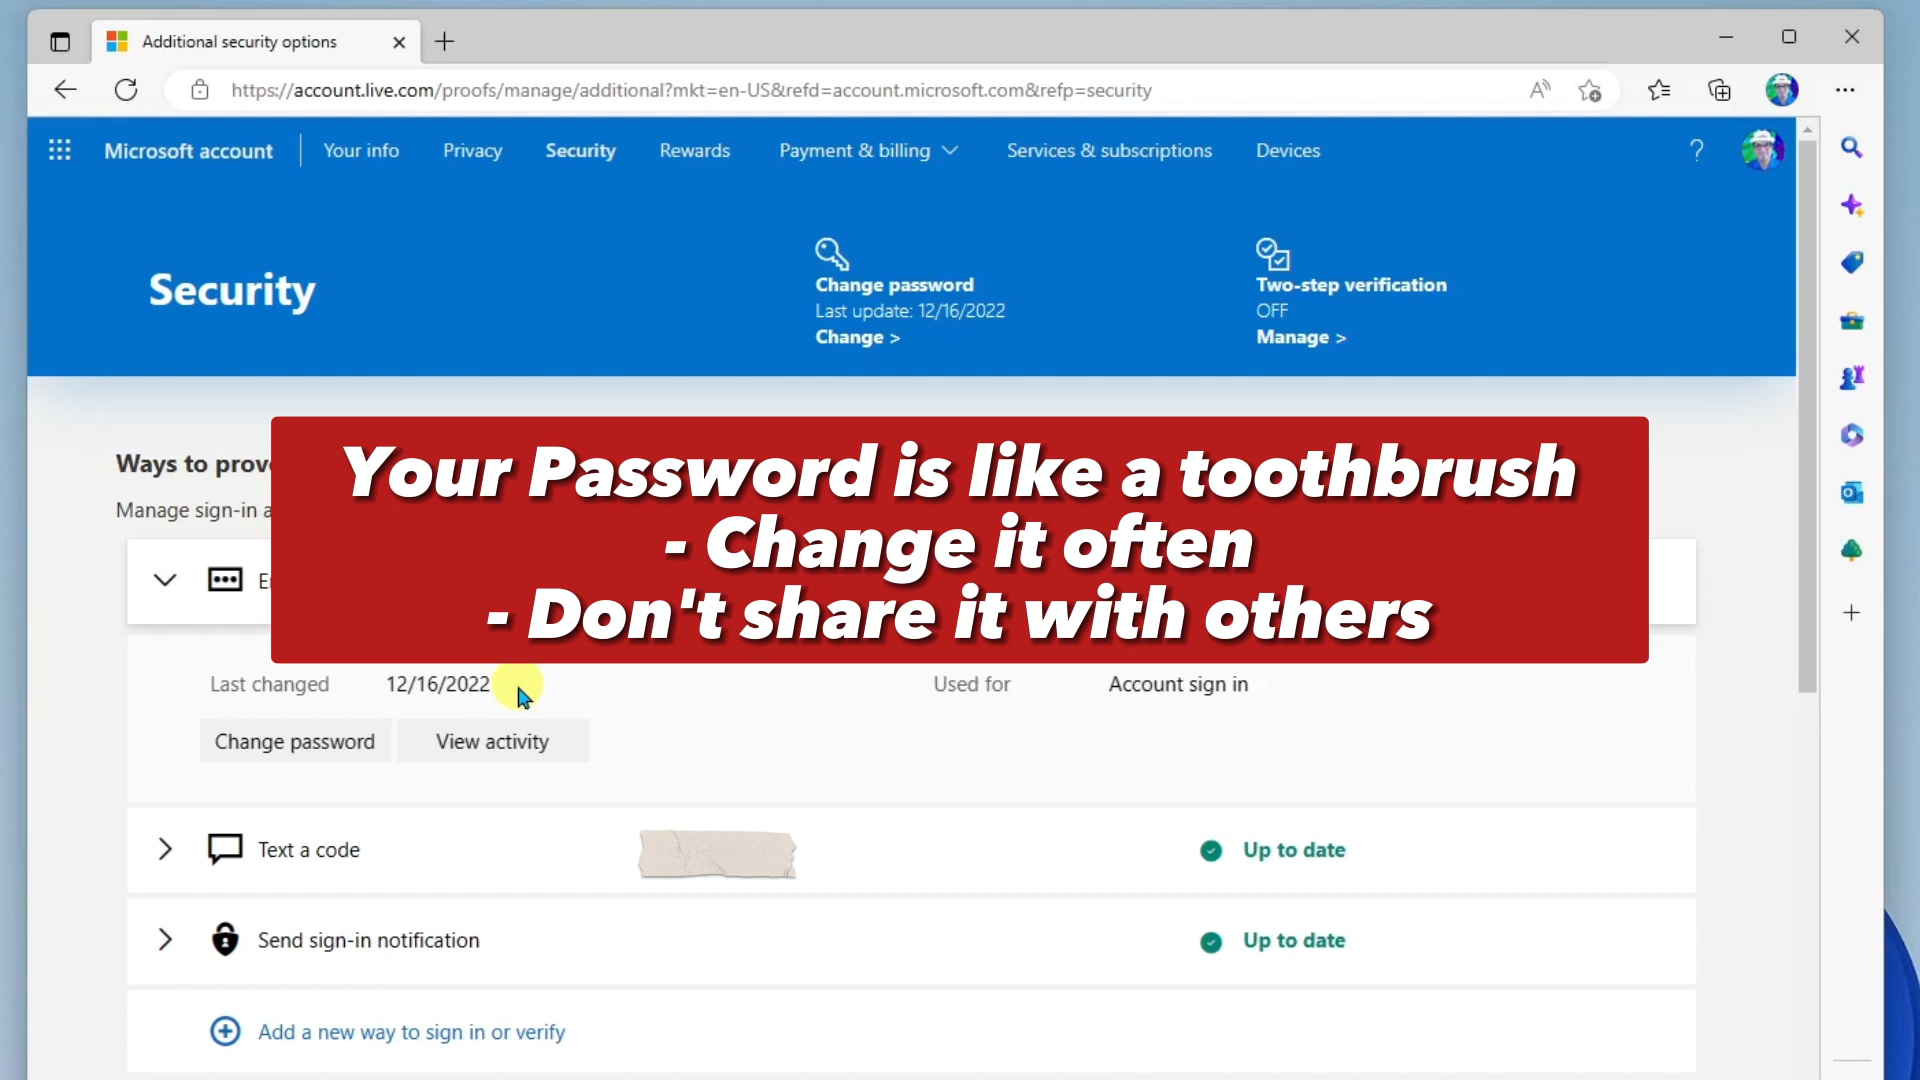 Additional security options
https://account.live.com/proofs/manage/additional?mkt=en-US&refd=account.microsoft.com&refp=security
Microsoft account
Your info
Privacy
Security
Rewards
Payment & billing
Services & subscriptions
Devices
?
Security
Change password
Last update: 12/16/2022
Change >
Two-step verification
OFF
Manage >
Ways to prov
Manage sign-in a
Your Password is like a toothbrush
- Change it often
- Don't share it with others
Last changed
12/16/2022
Used for
Account sign in
Change password
View activity
Text a code
Up to date
Send sign-in notification
Up to date
Add a new way to sign in or verify